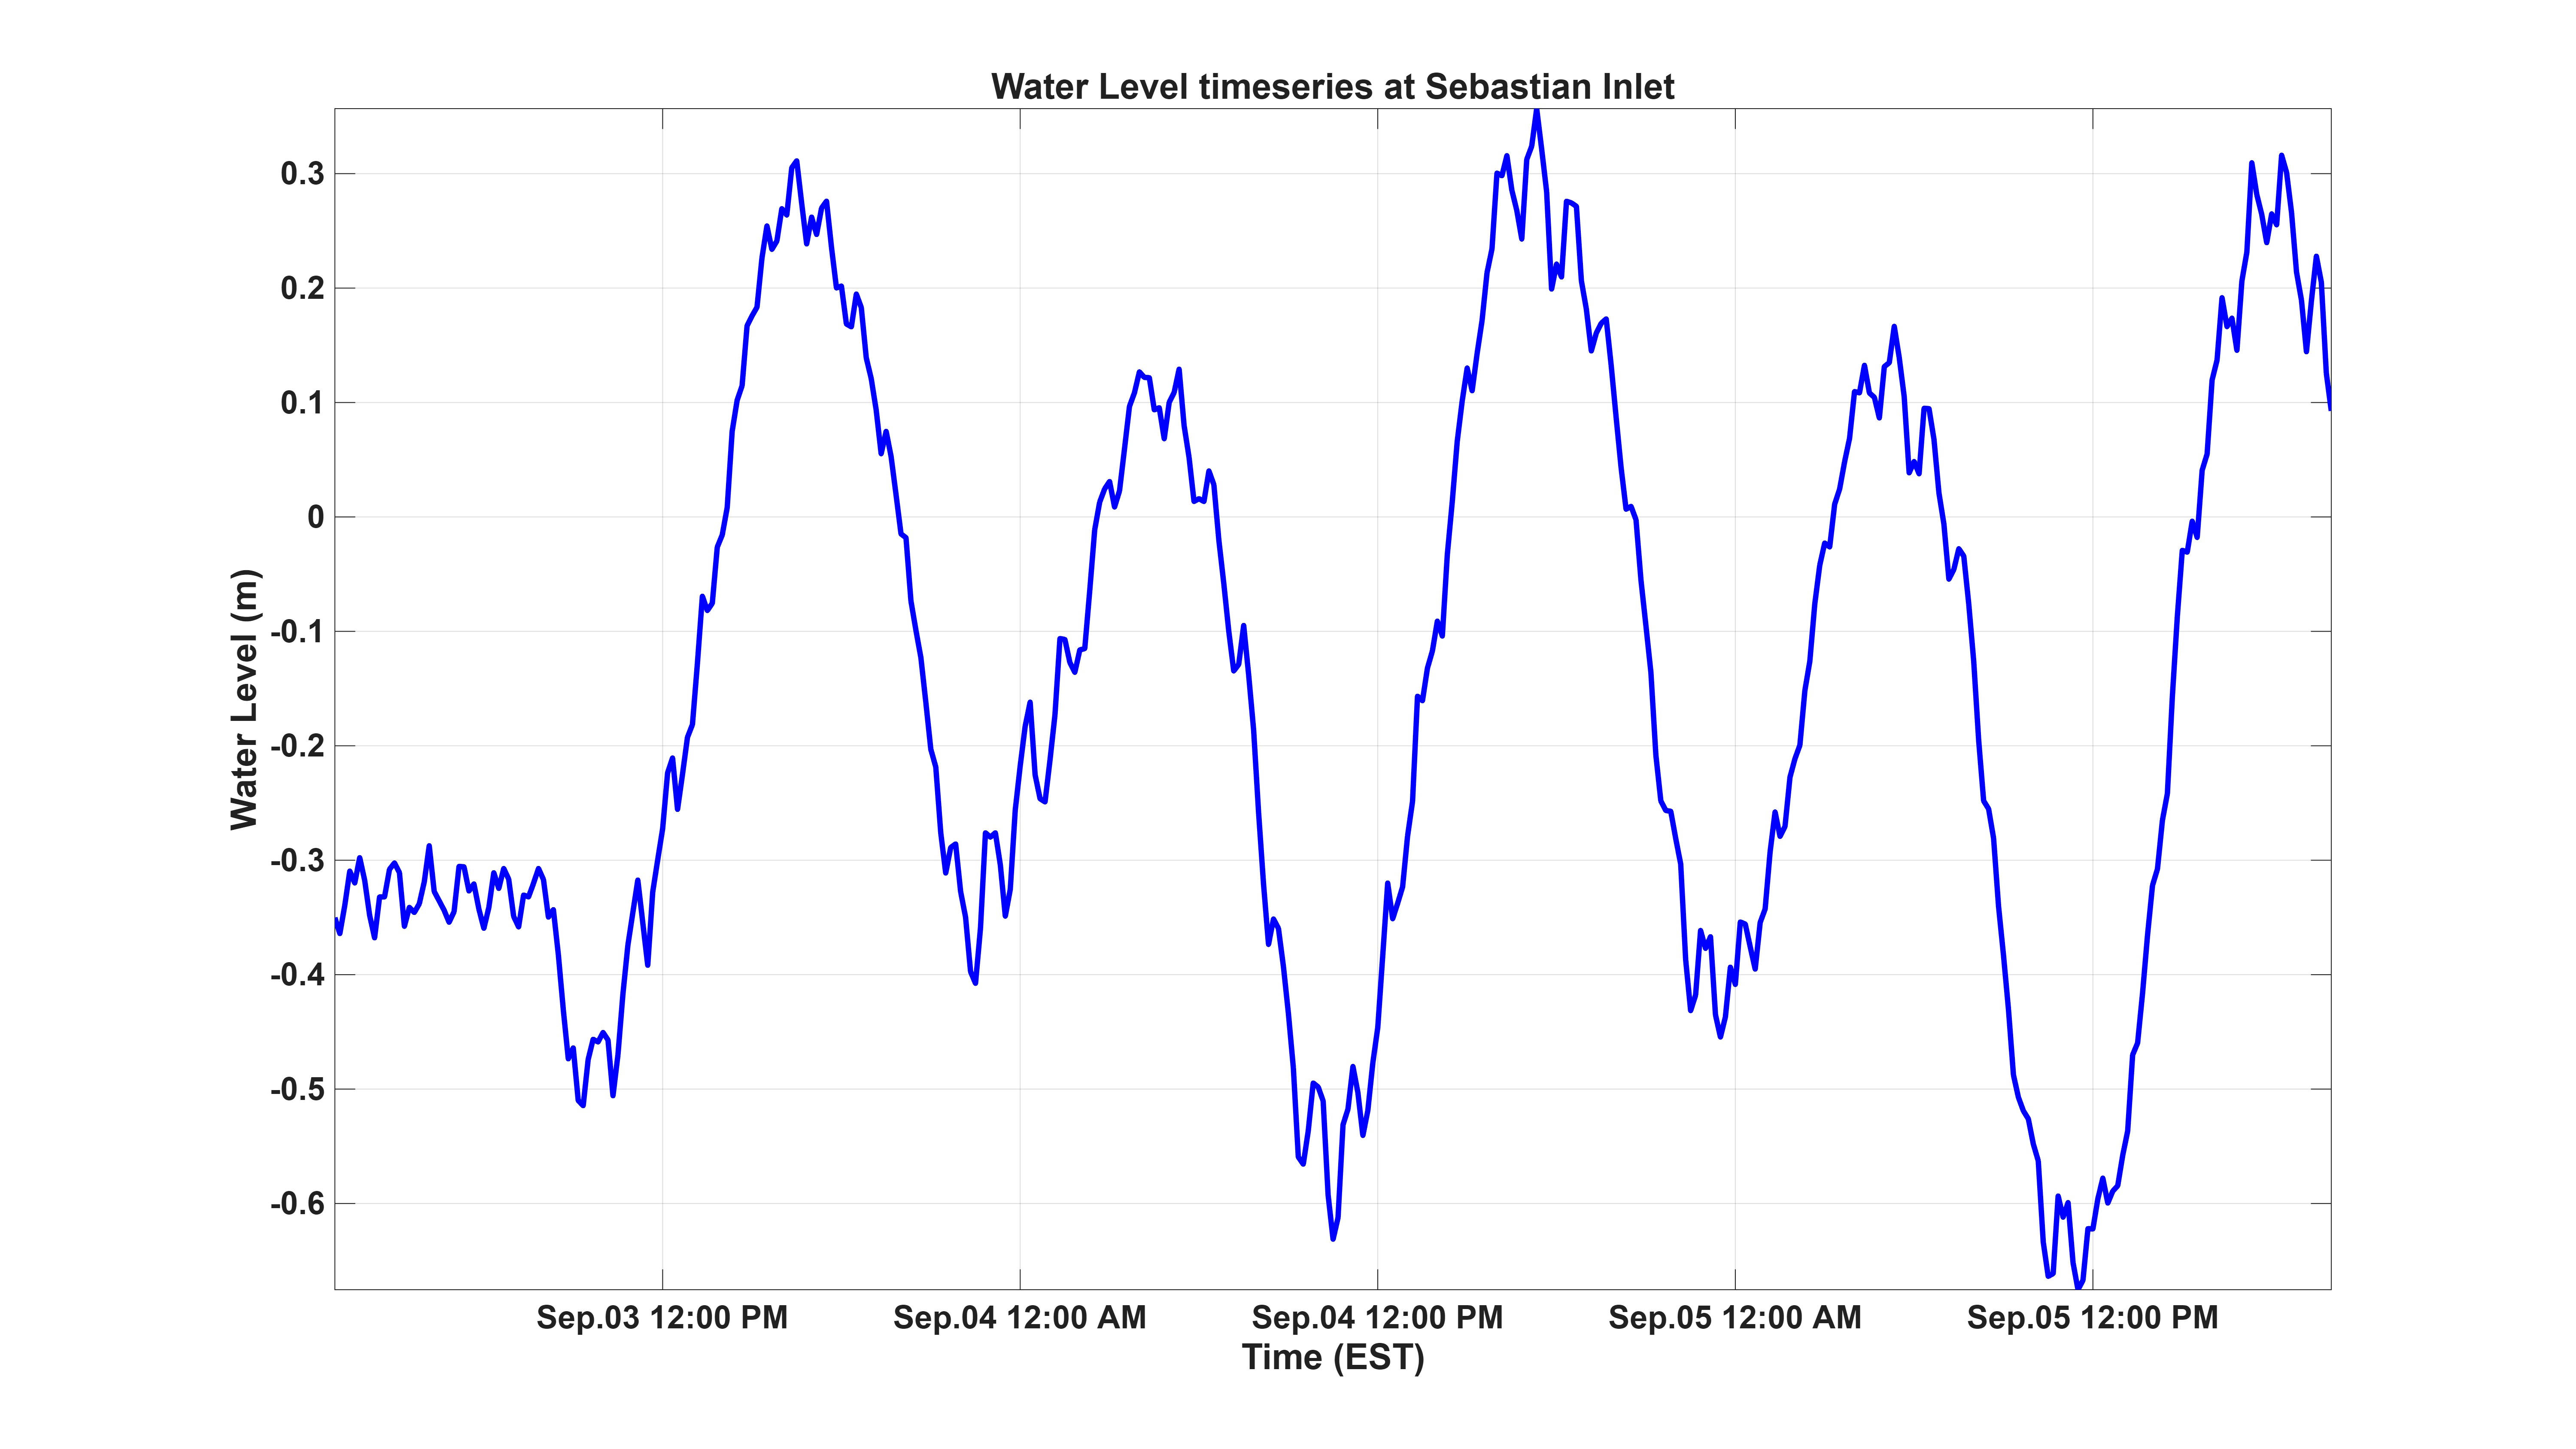 Water Level timeseries at Sebastian Inlet
0.3
0.2
0.1
0
-0.1
-0.2
-0.3
-0.4
-0.5
-0.6
Water Level (m)
Sep.03 12:00 PM Sep.04 12:00 AM Sep.04 12:00 PM Sep.05 12:00 AM Sep.05 12:00 PM
Time (EST)